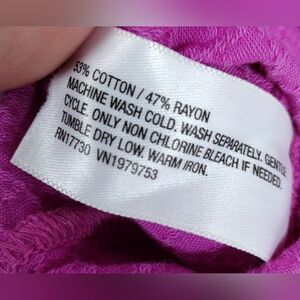 53% COTTON / 47% RAYON
MACHINE WASH COLD. WASH SEPARATELY. GENTLE
CYCLE. ONLY NON CHLORINE BLEACH IF NEEDED.
TUMBLE DRY LOW. WARM IRON.
RN17730 VN1979753